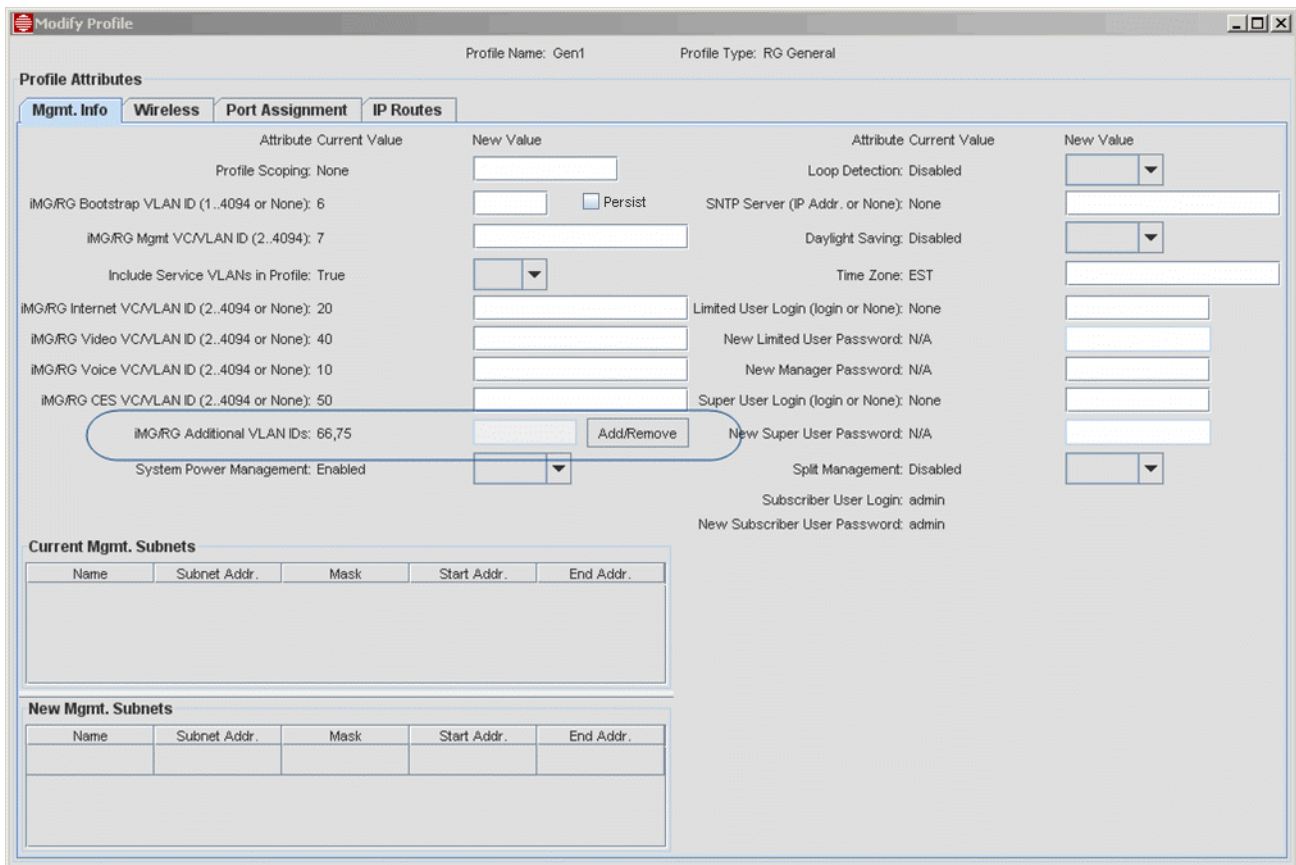 Modify Profile
Profile Name: Gen1 Profile Type: RG General
Profile Attributes
Mgmt. Info Wireless Port Assignment IP Routes
Attribute Current Value New Value
Profile Scoping: None
iMG/RG Bootstrap VLAN ID (1..4094 or None): 6 Persist
iMG/RG Mgmt VC/VLAN ID (2..4094): 7
Include Service VLANs in Profile: True
iMG/RG Internet VC/VLAN ID (2..4094 or None): 20
iMG/RG Video VC/VLAN ID (2..4094 or None): 40
iMG/RG Voice VC/VLAN ID (2..4094 or None): 10
iMG/RG CES VC/VLAN ID (2..4094 or None): 50
iMG/RG Additional VLAN IDs: 66,75 Add/Remove
System Power Management: Enabled
Attribute Current Value New Value
Loop Detection: Disabled
SNTP Server (IP Addr. or None): None
Daylight Saving: Disabled
Time Zone: EST
Limited User Login (login or None): None
New Limited User Password: N/A
New Manager Password: N/A
Super User Login (login or None): None
New Super User Password: N/A
Split Management: Disabled
Subscriber User Login: admin
New Subscriber User Password: admin
Current Mgmt. Subnets
Name Subnet Addr. Mask Start Addr. End Addr.
New Mgmt. Subnets
Name Subnet Addr. Mask Start Addr. End Addr.